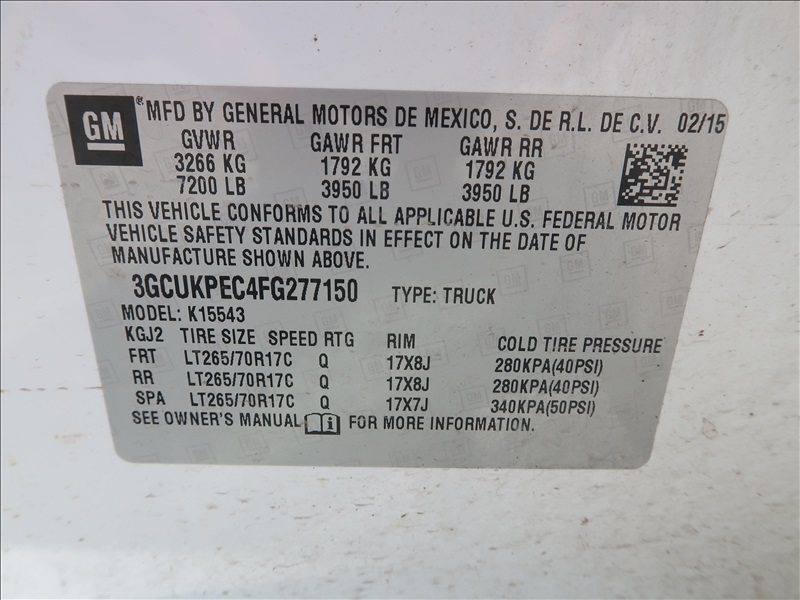 GM ® MFD BY GENERAL MOTORS DE MEXICO, S. DE R.L. DE C.V. 02/15
GVWR GAWR FRT GAWR RR
3266 KG 1792 KG 1792 KG
7200 LB 3950 LB 3950 LB
THIS VEHICLE CONFORMS TO ALL APPLICABLE U.S. FEDERAL MOTOR
VEHICLE SAFETY STANDARDS IN EFFECT ON THE DATE OF
MANUFACTURE SHOWN ABOVE.
3GCUKPEC4FG277150 TYPE: TRUCK
MODEL: K15543
KGJ2 TIRE SIZE SPEED RTG RIM COLD TIRE PRESSURE
FRT LT265/70R17C Q 17X8J 280KPA(40PSI)
RR LT265/70R17C Q 17X8J 280KPA(40PSI)
SPA LT265/70R17C Q 17X7J 340KPA(50PSI)
SEE OWNER'S MANUAL i FOR MORE INFORMATION.